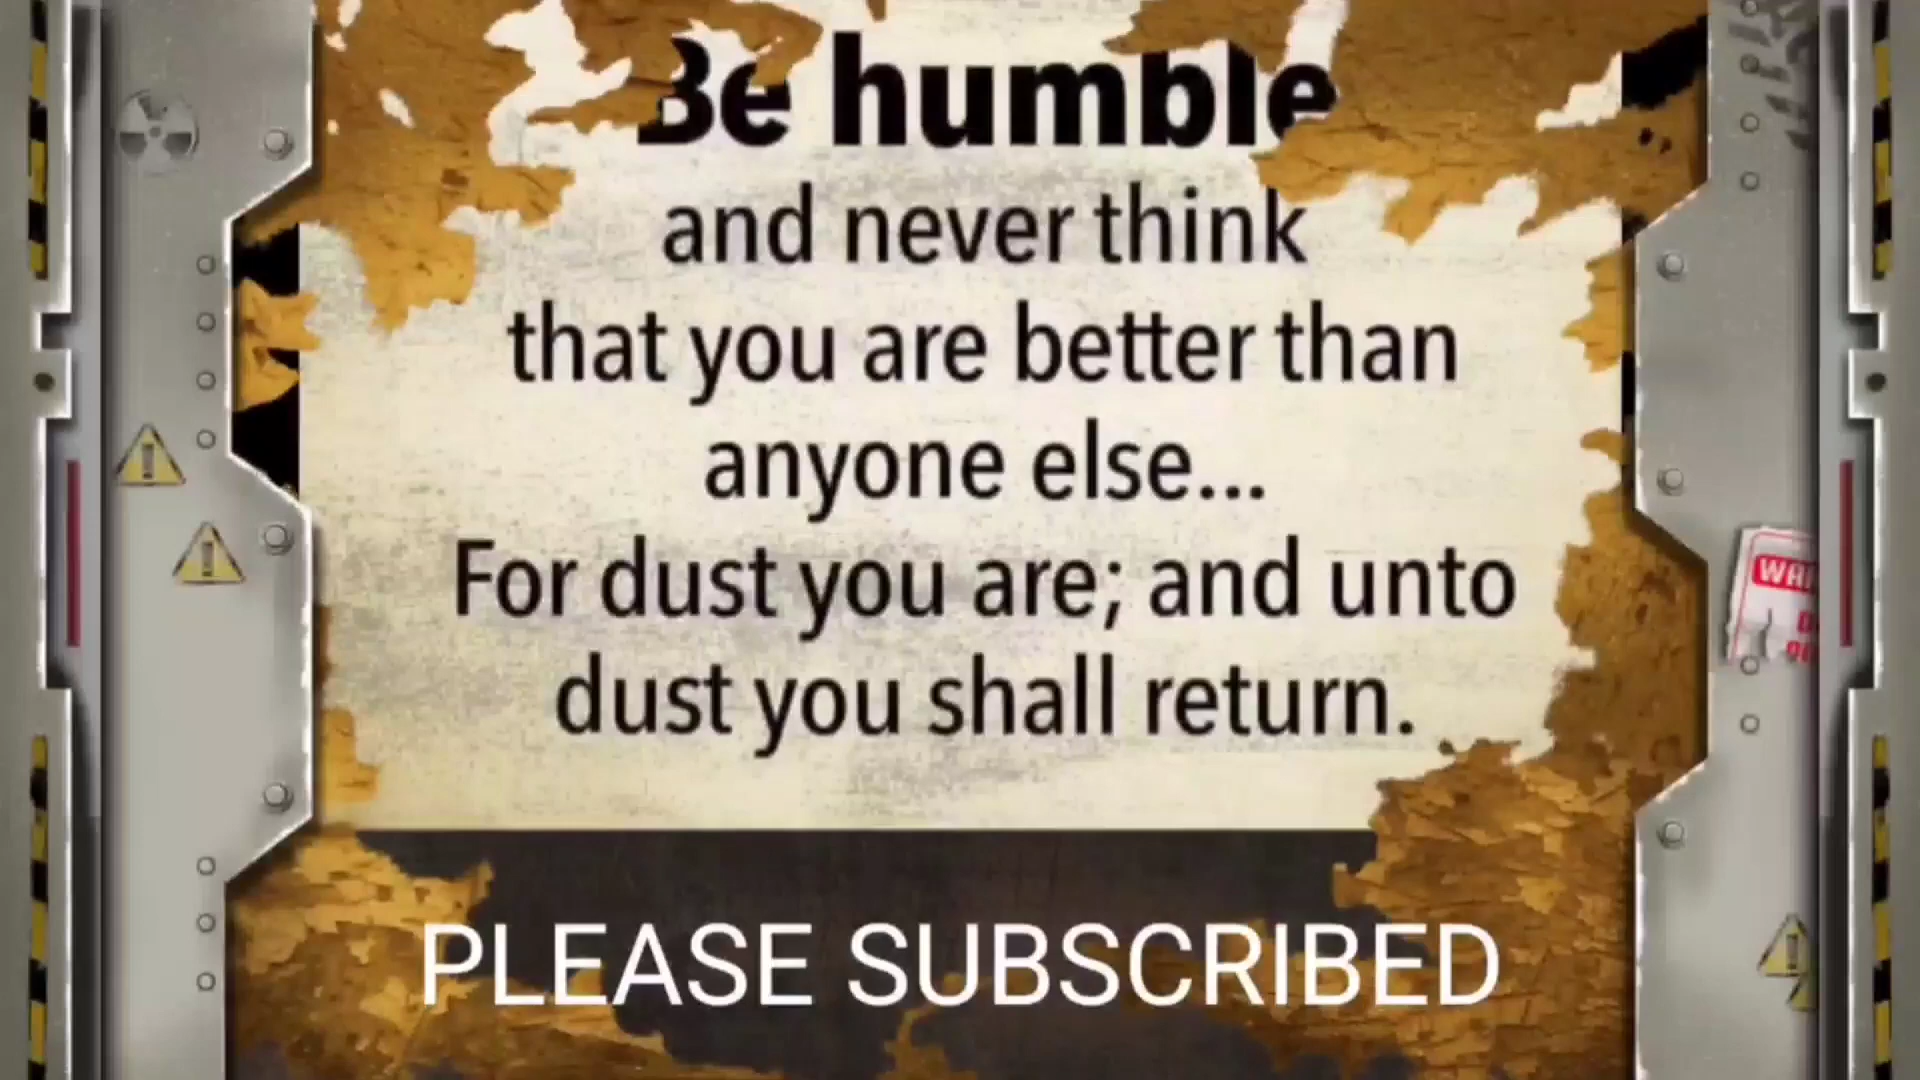 Be humble
and never think
that you are better than
anyone else...
For dust you are; and unto
dust you shall return.
PLEASE SUBSCRIBED